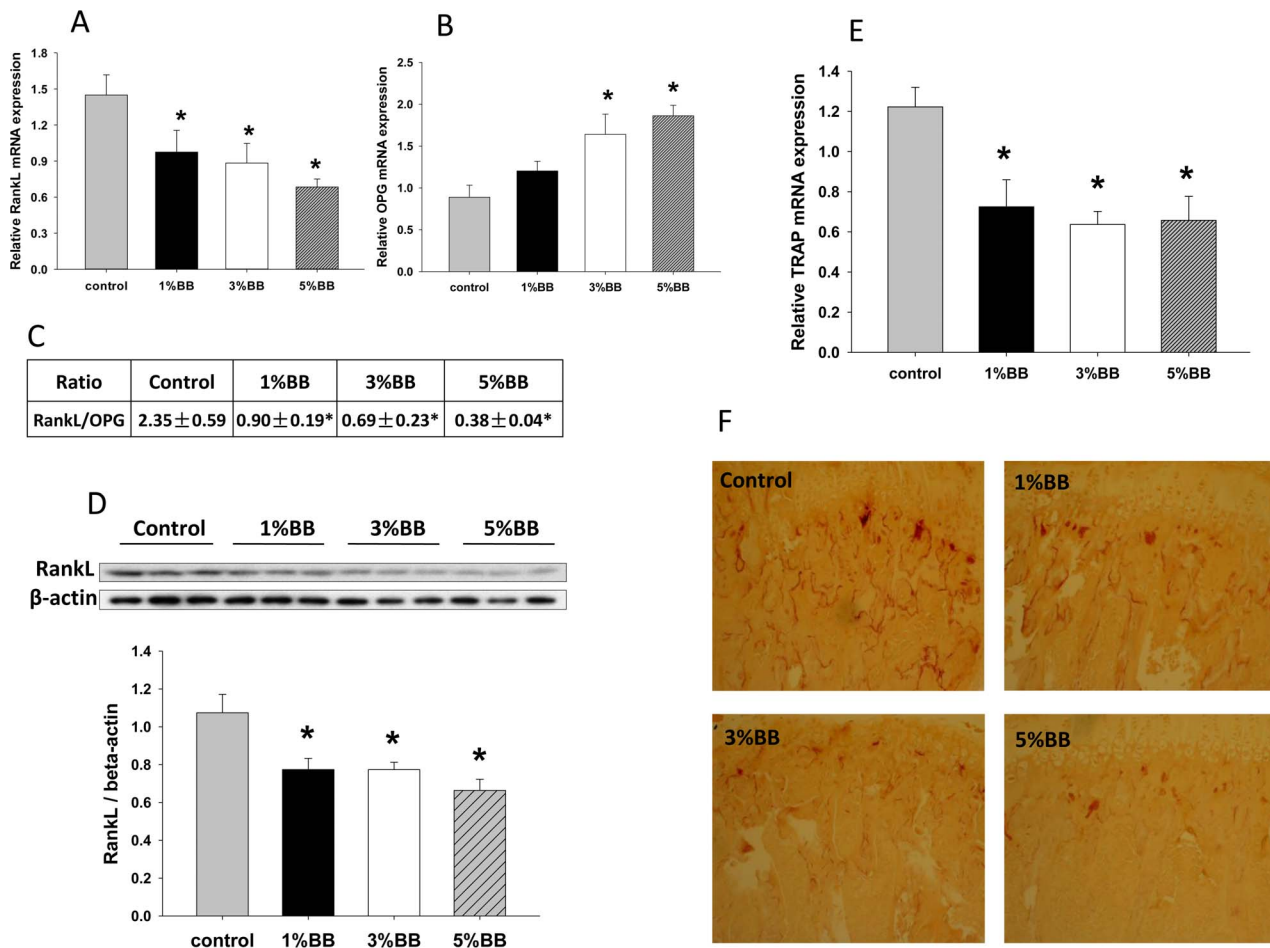 A
Relative RankL mRNA expression
1.8
1.5
1.2
0.9
0.6
0.3
0.0
*
*
*
control 1%BB 3%BB 5%BB
B
Relative OPG mRNA expression
2.5
2.0
1.5
1.0
0.5
0.0
*
*
control 1%BB 3%BB 5%BB
C
Ratio Control 1%BB 3%BB 5%BB
RankL/OPG 2.35±0.59 0.90±0.19* 0.69±0.23* 0.38±0.04*
D
Control 1%BB 3%BB 5%BB
RankL
β-actin
RankL / beta-actin
1.4
1.2
1.0
0.8
0.6
0.4
0.2
0.0
*
*
*
control 1%BB 3%BB 5%BB
E
Relative TRAP mRNA expression
1.4
1.2
1.0
0.8
0.6
0.4
0.2
0.0
*
*
*
control 1%BB 3%BB 5%BB
F
Control
1%BB
3%BB
5%BB